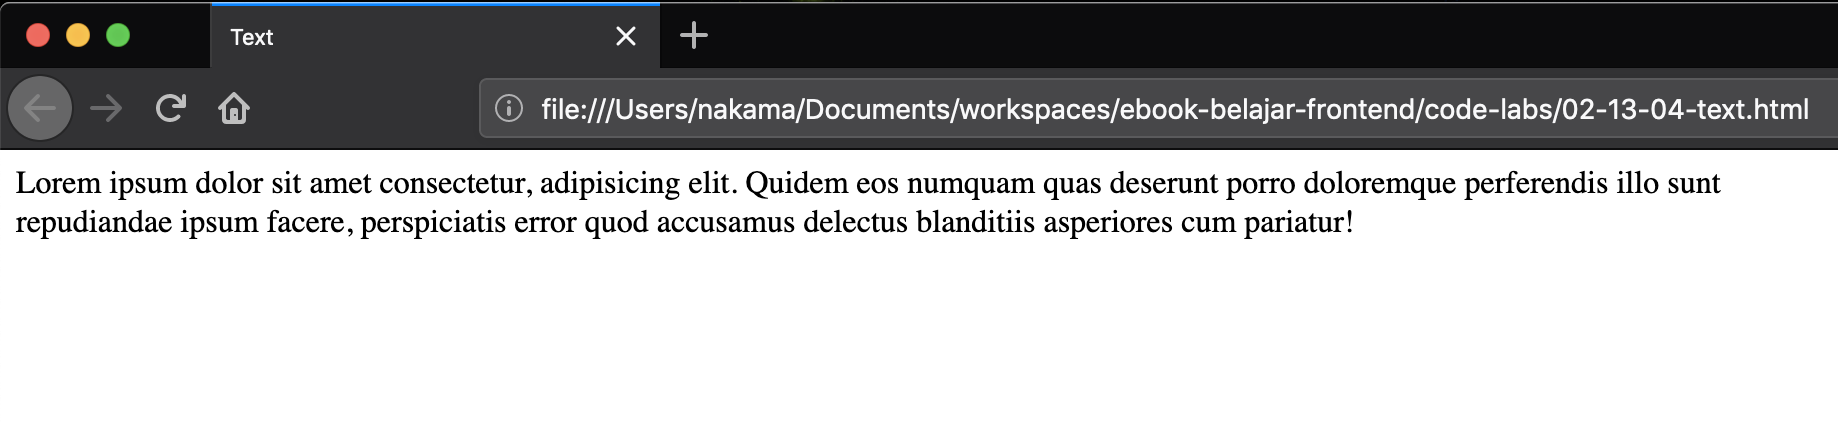 Text
file:///Users/nakama/Documents/workspaces/ebook-belajar-frontend/code-labs/02-13-04-text.html
Lorem ipsum dolor sit amet consectetur, adipisicing elit. Quidem eos numquam quas deserunt porro doloremque perferendis illo sunt
repudiandae ipsum facere, perspiciatis error quod accusamus delectus blanditiis asperiores cum pariatur!